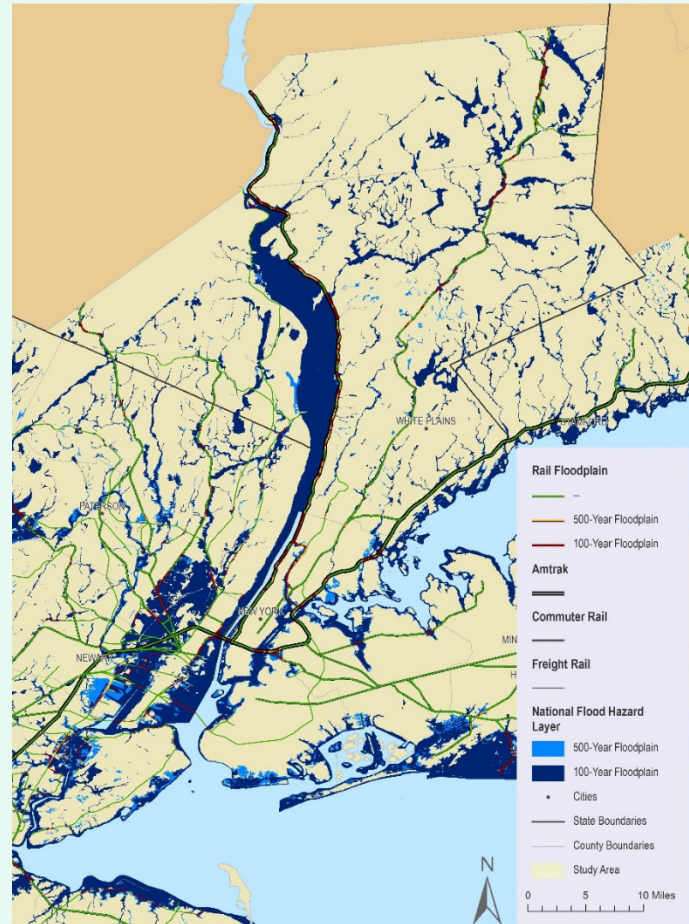 WHITE PLAINS
STAMFORD
PATERSON
NEW YORK
NEWARK
MIN
H
Rail Floodplain
--
500-Year Floodplain
100-Year Floodplain
Amtrak
Commuter Rail
Freight Rail
National Flood Hazard
Layer
500-Year Floodplain
100-Year Floodplain
Cities
State Boundaries
County Boundaries
Study Area
N
0 5 10 Miles